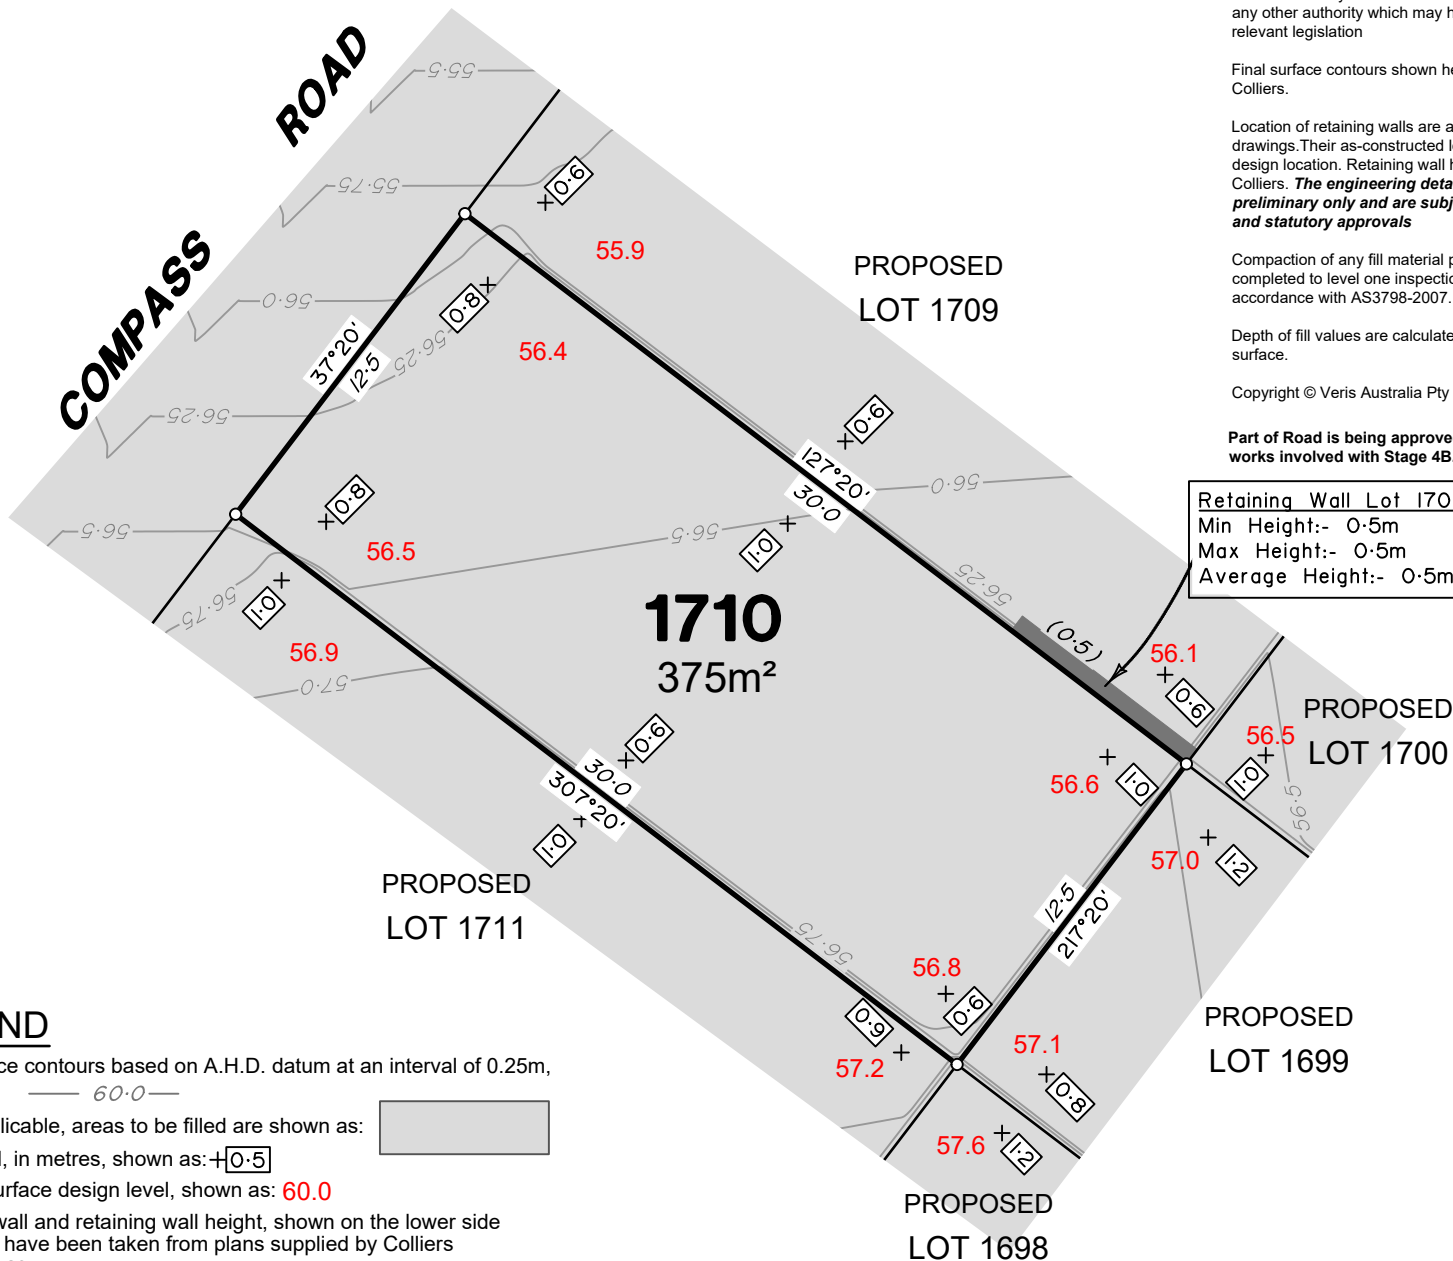 any other authority which may h
relevant legislation
Final surface contours shown he
Colliers.
Location of retaining walls are a
drawings.Their as-constructed l
design location. Retaining wall h
Colliers. The engineering deta
preliminary only and are subj
and statutory approvals
Compaction of any fill material p
completed to level one inspectio
accordance with AS3798-2007.
Depth of fill values are calculate
surface.
Copyright © Veris Australia Pty
Part of Road is being approve
works involved with Stage 4B
Retaining Wall Lot 170
Min Height:- 0·5m
Max Height:- 0·5m
Average Height:- 0·5m
COMPASS ROAD
55·5
55·75
56·0
56·25
56·5
56·75
57·0
56·25
0·6
55.9
PROPOSED
LOT 1709
0·8
56.4
37°20'
12·5
0·6
127°20'
30·0
56·0
0·8
56.5
56·5
1·0
1·0
56.9
1710
375m²
56·25
(0·5)
56.1
0·6
PROPOSED
LOT 1700
56.5
1·0
56·5
56.6
1·0
0·6
30·0
307°20'
1·0
PROPOSED
LOT 1711
57.0
1·2
12·5
217°20'
56·75
56.8
0·6
0·9
57.2
57.1
0·8
PROPOSED
LOT 1699
57.6
1·2
PROPOSED
LOT 1698
ND
ce contours based on A.H.D. datum at an interval of 0.25m,
60·0
licable, areas to be filled are shown as:
l, in metres, shown as: 0·5
urface design level, shown as: 60.0
wall and retaining wall height, shown on the lower side
have been taken from plans supplied by Colliers